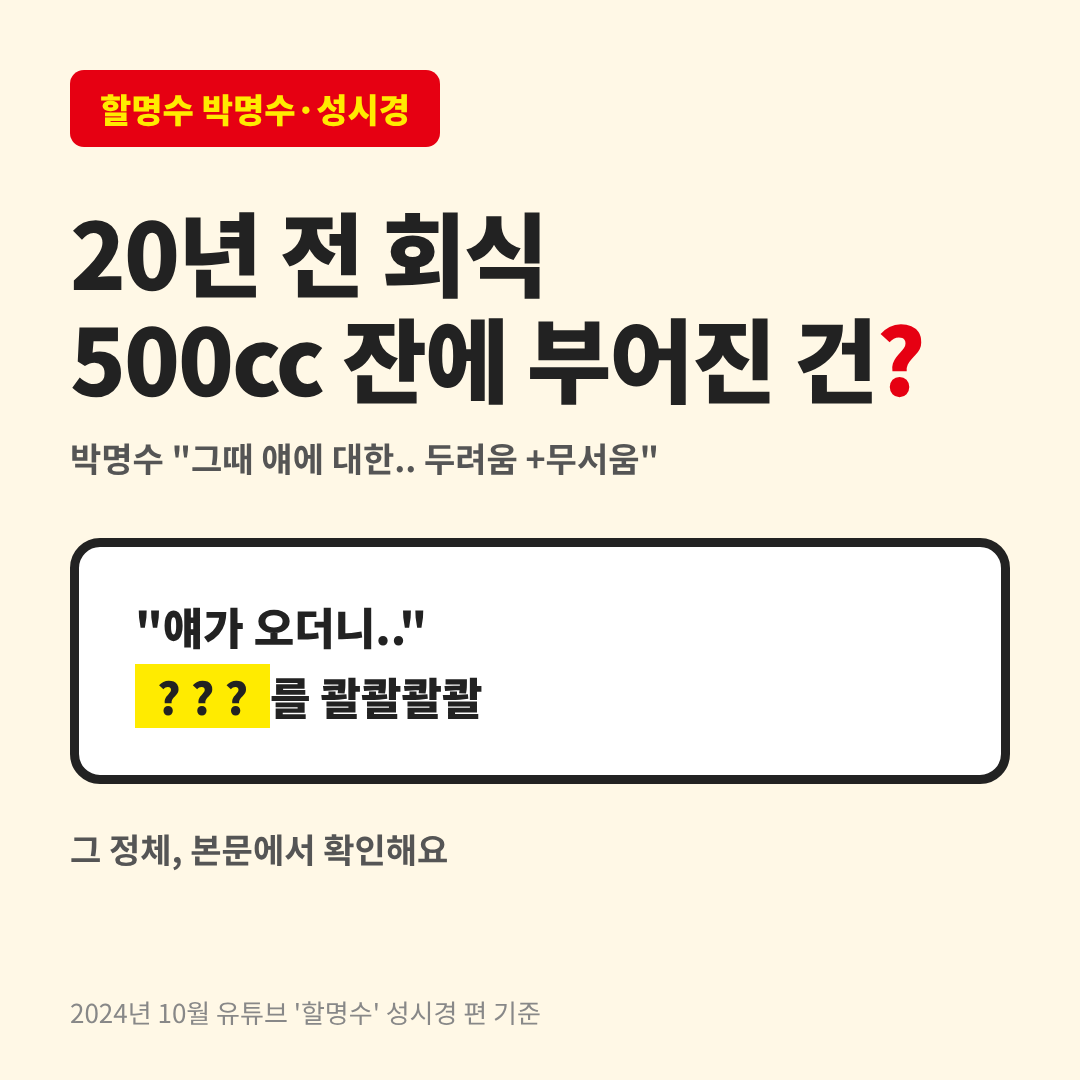 할명수 박명수·성시경
20년 전 회식
500cc 잔에 부어진 건?
박명수 "그때 얘에 대한.. 두려움 +무서움"
"얘가 오더니.."
? ? ? 를 콸콸콸콸
그 정체, 본문에서 확인해요
2024년 10월 유튜브 '할명수' 성시경 편 기준